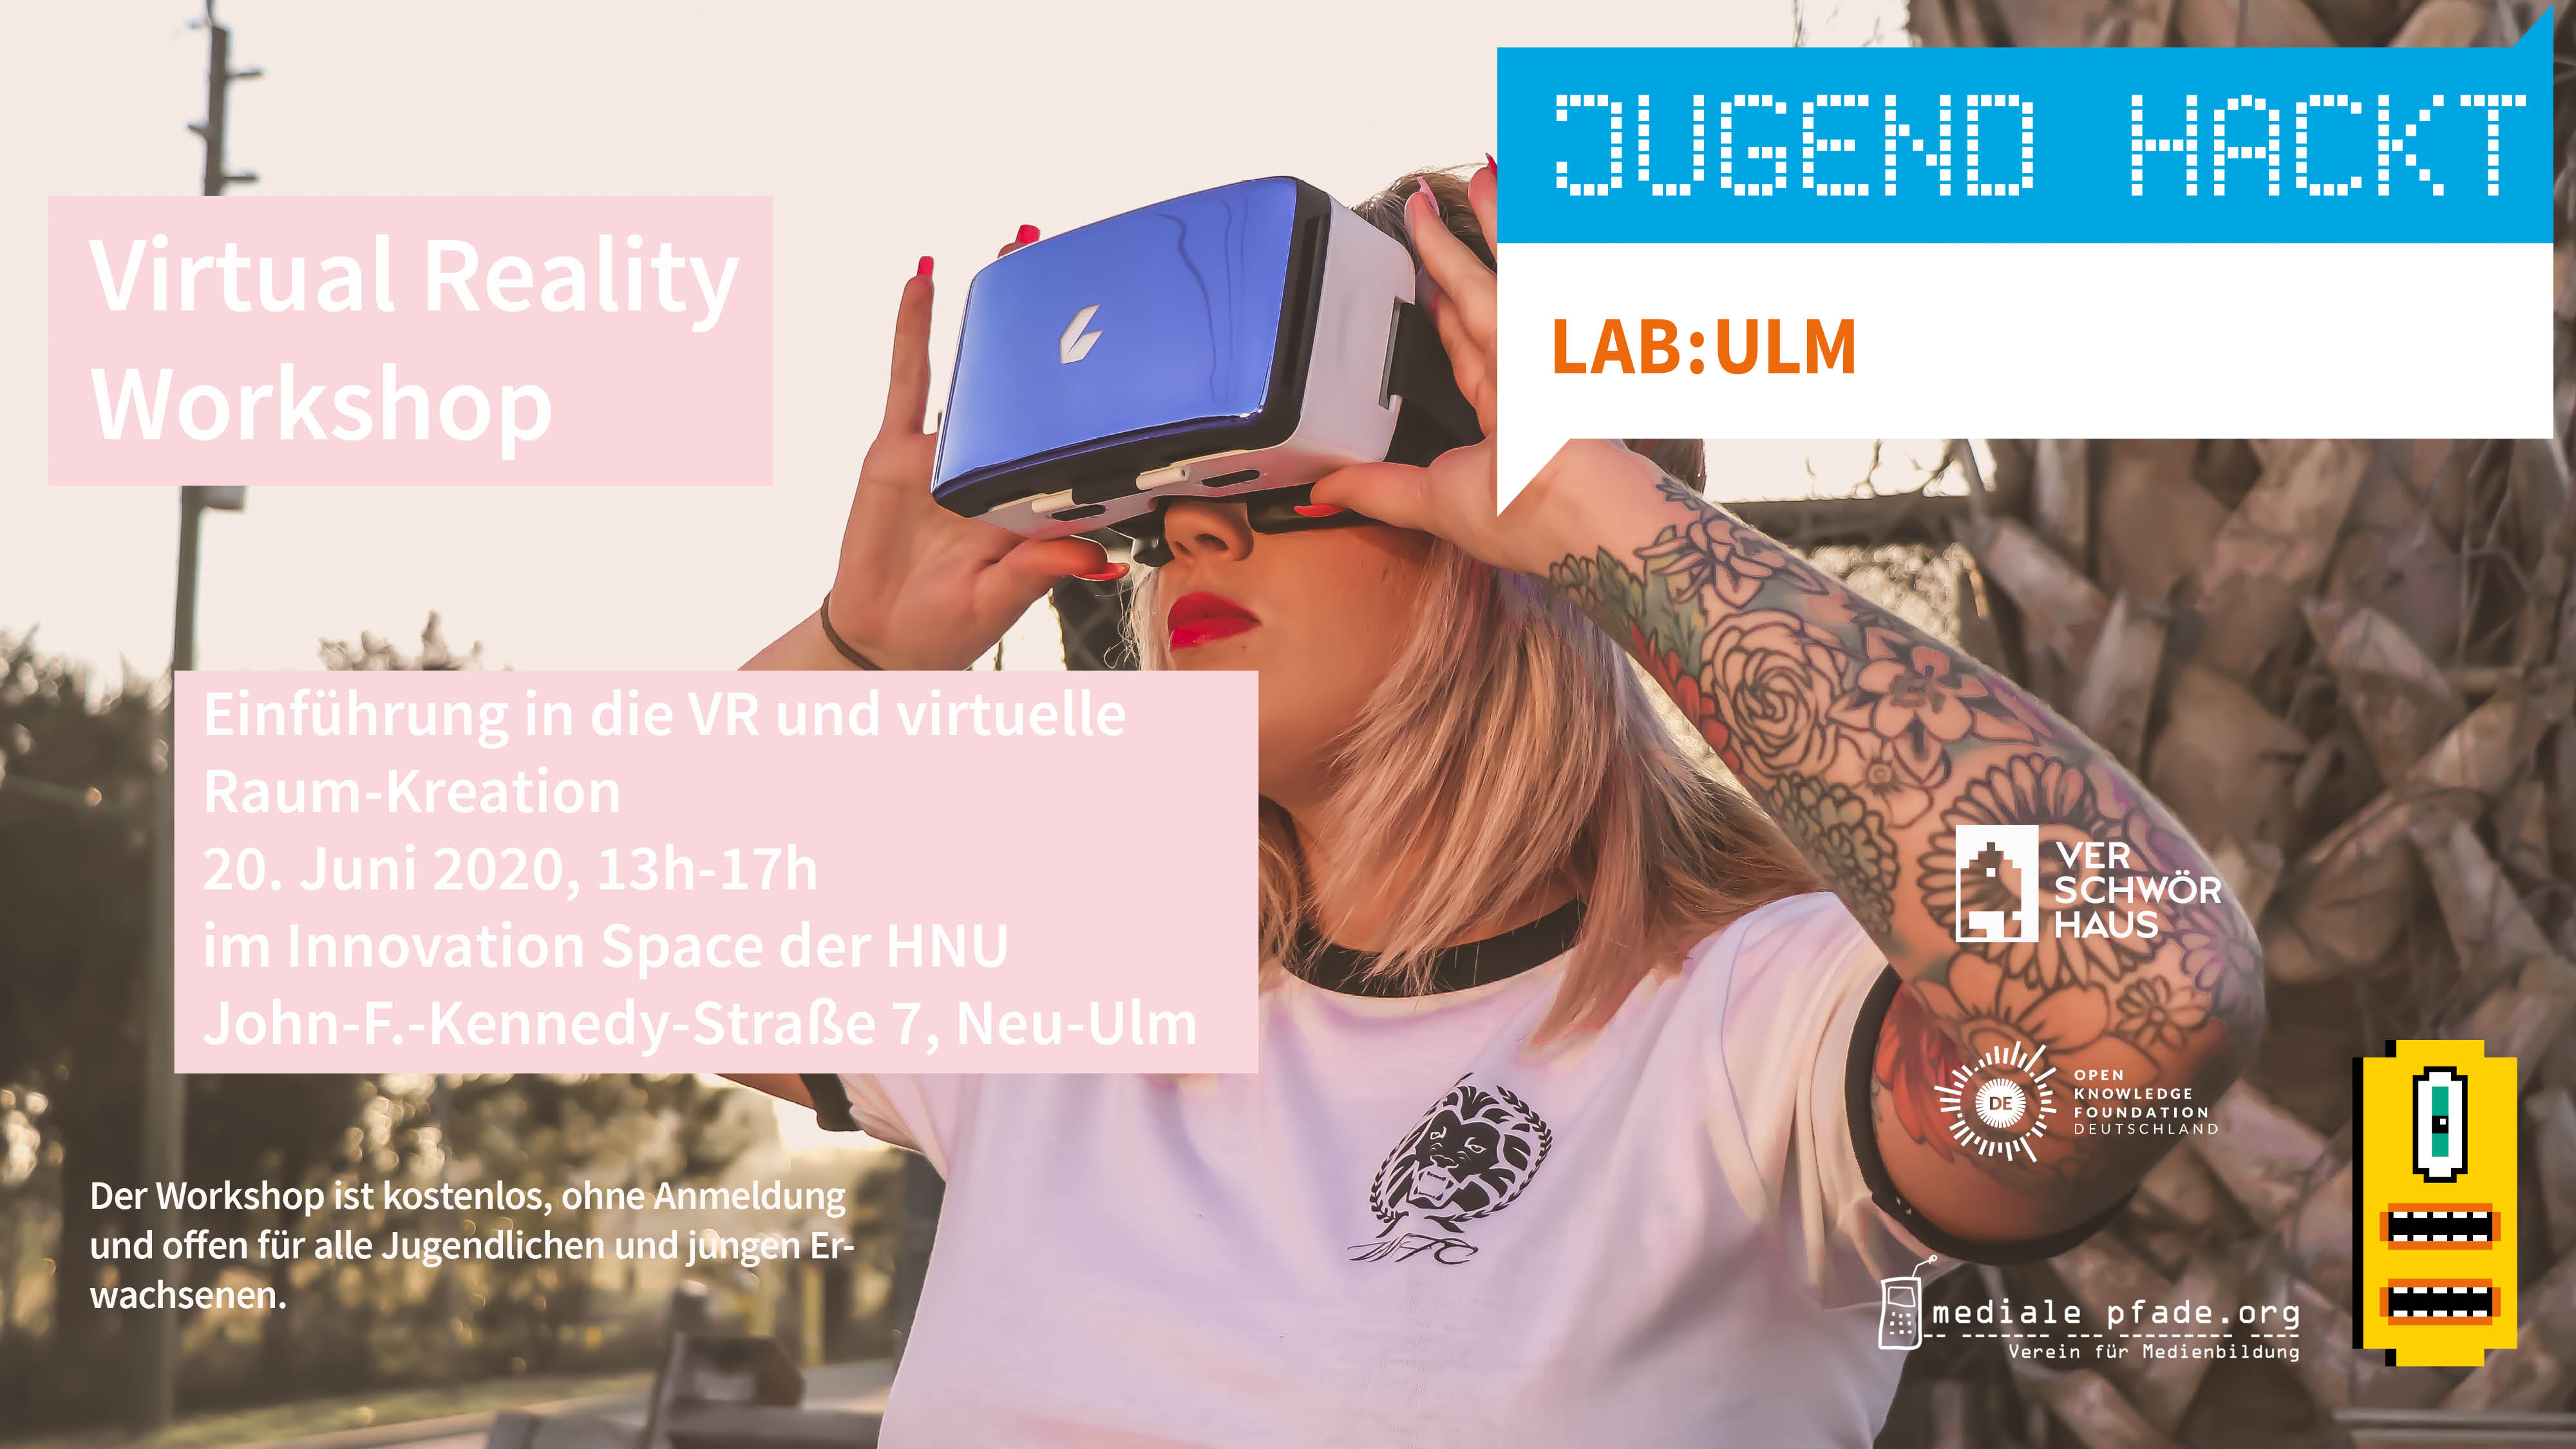 JUGEND HACKT
LAB:ULM
Virtual Reality
Workshop
Einführung in die VR und virtuelle
Raum-Kreation
20. Juni 2020, 13h-17h
im Innovation Space der HNU
John-F.-Kennedy-Straße 7, Neu-Ulm
Der Workshop ist kostenlos, ohne Anmeldung
und offen für alle Jugendlichen und jungen Er-
wachsenen.
VER
SCHWÖR
HAUS
DE
OPEN
KNOWLEDGE
FOUNDATION
DEUTSCHLAND
mediale pfade.org
Verein für Medienbildung